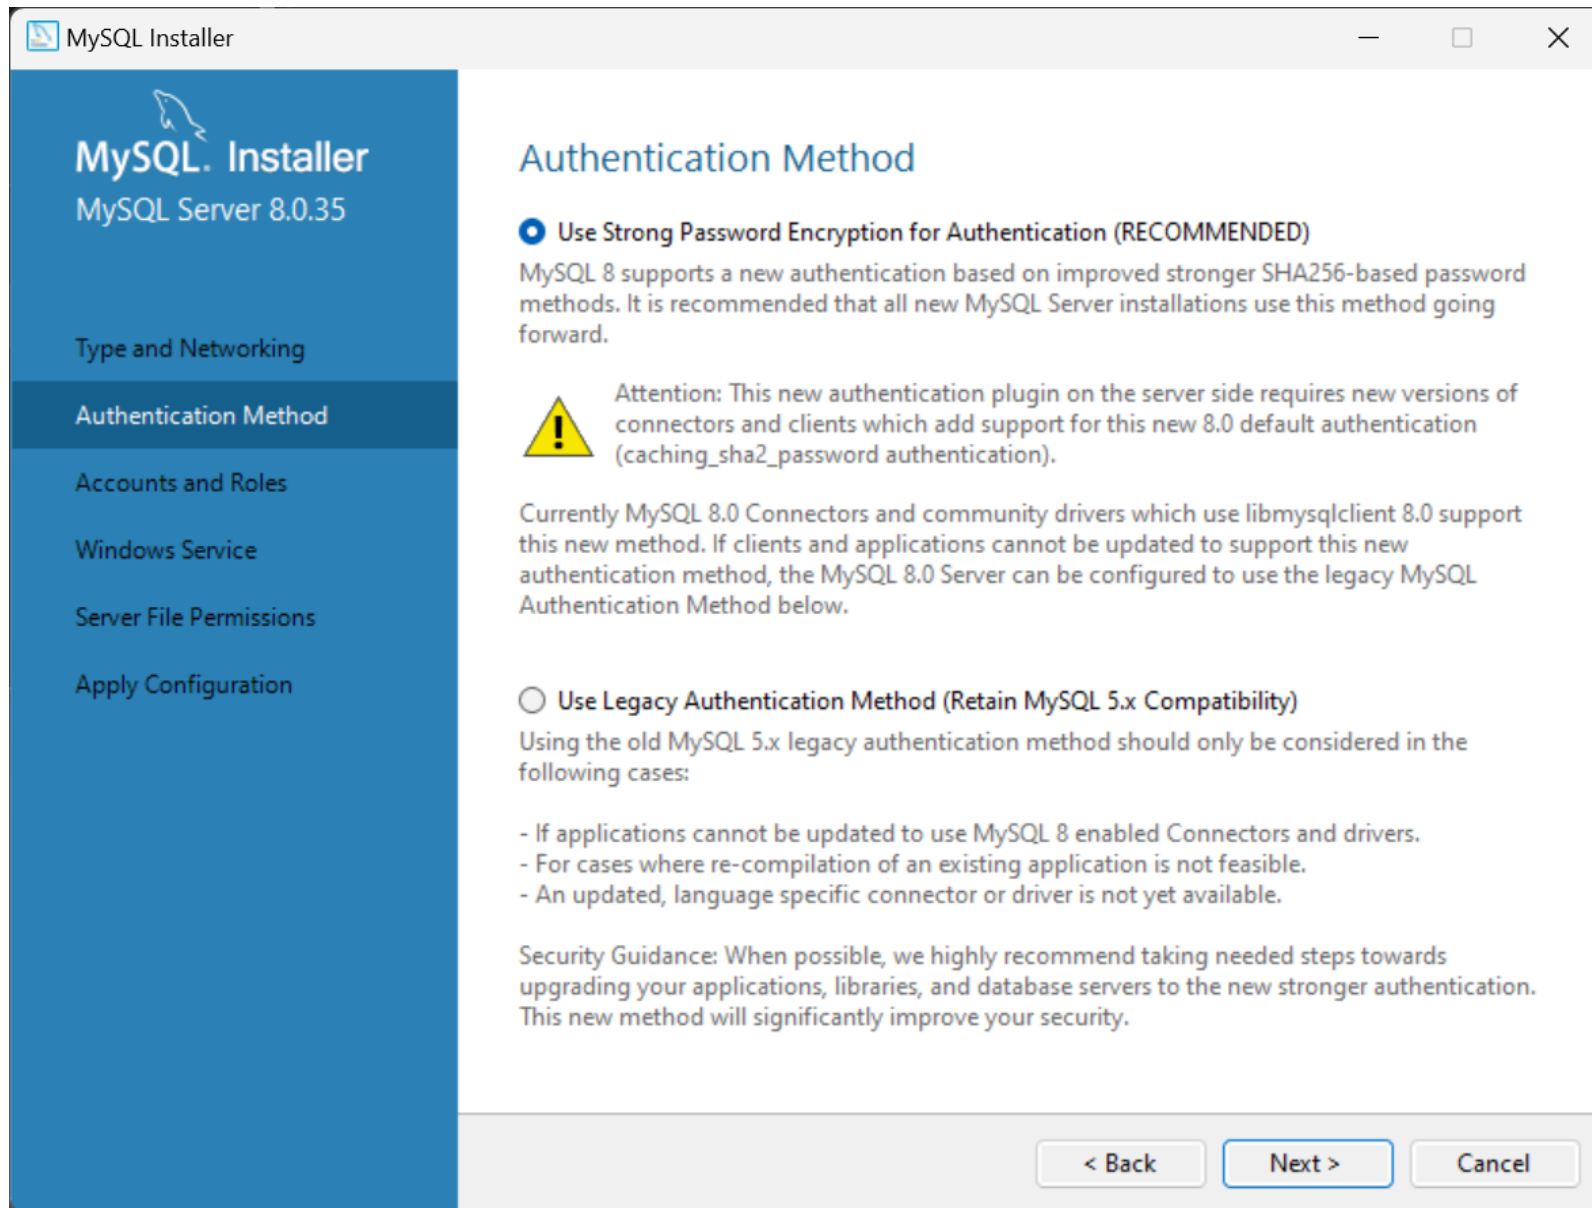 MySQL Installer
MySQL. Installer
MySQL Server 8.0.35
Type and Networking
Authentication Method
Accounts and Roles
Windows Service
Server File Permissions
Apply Configuration
Authentication Method
Use Strong Password Encryption for Authentication (RECOMMENDED)
MySQL 8 supports a new authentication based on improved stronger SHA256-based password
methods. It is recommended that all new MySQL Server installations use this method going
forward.
Attention: This new authentication plugin on the server side requires new versions of
connectors and clients which add support for this new 8.0 default authentication
(caching_sha2_password authentication).
Currently MySQL 8.0 Connectors and community drivers which use libmysqlclient 8.0 support
this new method. If clients and applications cannot be updated to support this new
authentication method, the MySQL 8.0 Server can be configured to use the legacy MySQL
Authentication Method below.
Use Legacy Authentication Method (Retain MySQL 5.x Compatibility)
Using the old MySQL 5.x legacy authentication method should only be considered in the
following cases:
- If applications cannot be updated to use MySQL 8 enabled Connectors and drivers.
- For cases where re-compilation of an existing application is not feasible.
- An updated, language specific connector or driver is not yet available.
Security Guidance: When possible, we highly recommend taking needed steps towards
upgrading your applications, libraries, and database servers to the new stronger authentication.
This new method will significantly improve your security.
< Back
Next >
Cancel